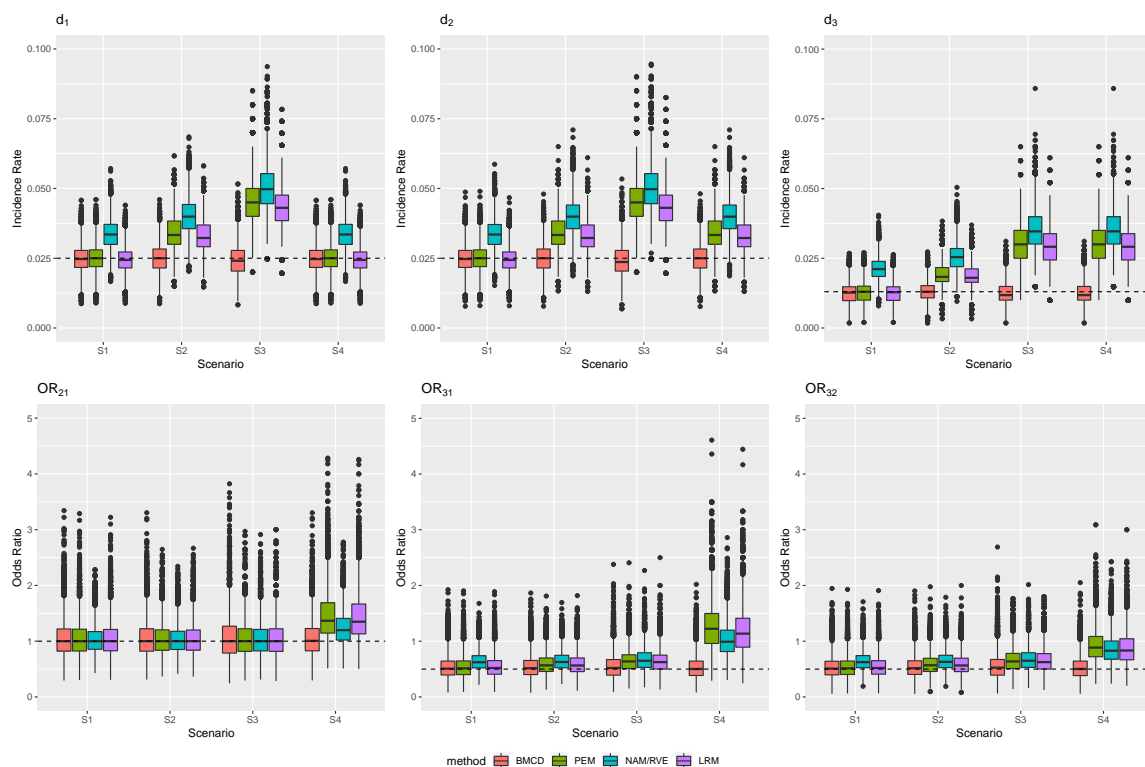 d1
d2
d3
Incidence Rate
0.100
0.075
0.050
0.025
0.000
S1 S2 S3 S4
Scenario
Incidence Rate
0.100
0.075
0.050
0.025
0.000
S1 S2 S3 S4
Scenario
Incidence Rate
0.100
0.075
0.050
0.025
0.000
S1 S2 S3 S4
Scenario
OR21
OR31
OR32
Odds Ratio
5
4
3
2
1
0
S1 S2 S3 S4
Scenario
Odds Ratio
5
4
3
2
1
0
S1 S2 S3 S4
Scenario
Odds Ratio
5
4
3
2
1
0
S1 S2 S3 S4
Scenario
method BMCD PEM NAM/RVE LRM